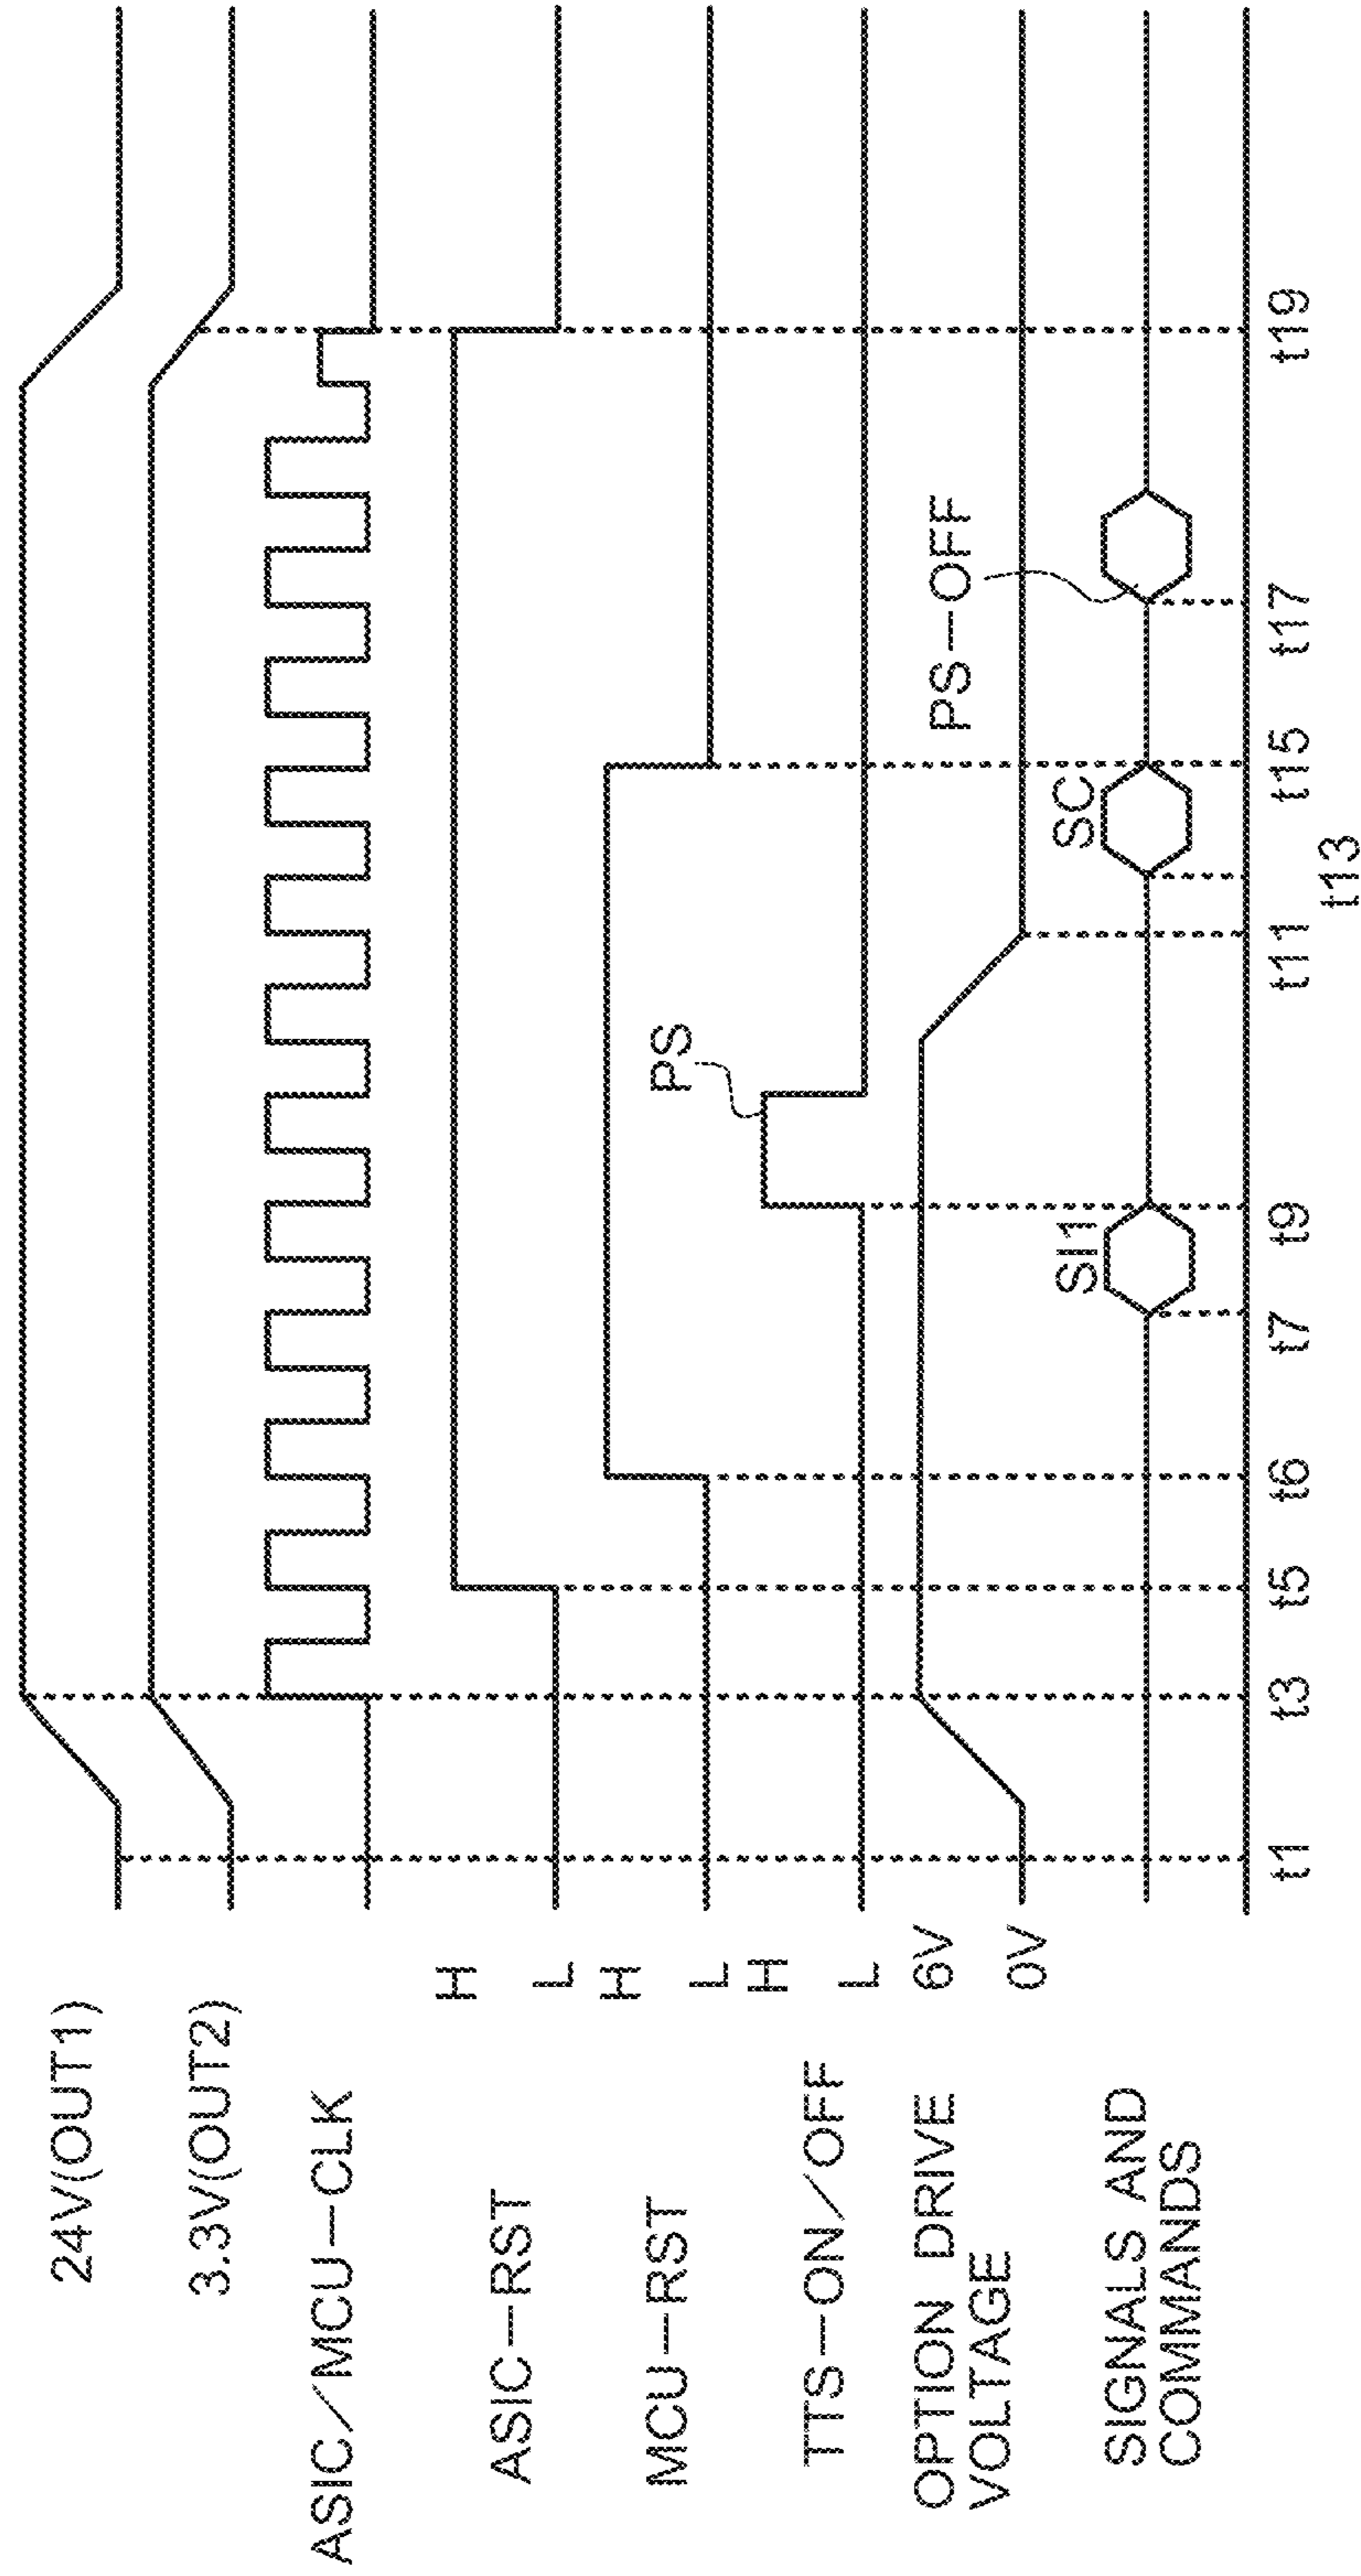 24V(OUT1)
3.3V(OUT2)
ASIC/MCU-CLK
ASIC-RST
H
L
MCU-RST
H
L
PS
TTS-ON/OFF
H
L
OPTION DRIVE
VOLTAGE
6V
0V
PS-OFF
SIGNALS AND
COMMANDS
SI1
SC
t1
t3
t5
t6
t7
t9
t11
t13
t15
t17
t19